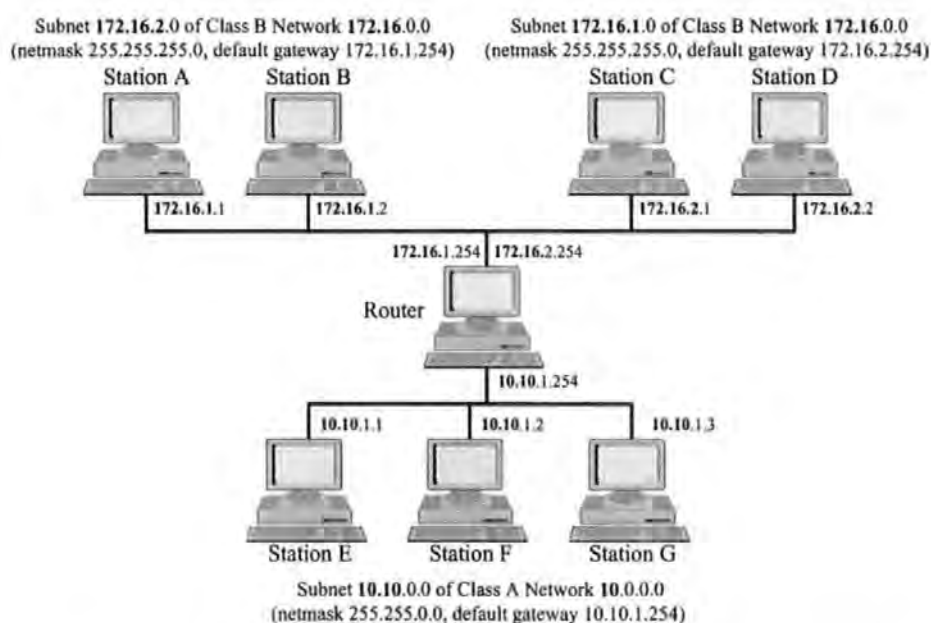 Subnet 172.16.2.0 of Class B Network 172.16.0.0
(netmask 255.255.255.0, default gateway 172.16.1.254)
Subnet 172.16.1.0 of Class B Network 172.16.0.0
(netmask 255.255.255.0, default gateway 172.16.2.254)
Station A
Station B
Station C
Station D
172.16.1.1
172.16.1.2
172.16.2.1
172.16.2.2
172.16.1.254
172.16.2.254
Router
10.10.1.254
10.10.1.1
10.10.1.2
10.10.1.3
Station E
Station F
Station G
Subnet 10.10.0.0 of Class A Network 10.0.0.0
(netmask 255.255.0.0, default gateway 10.10.1.254)